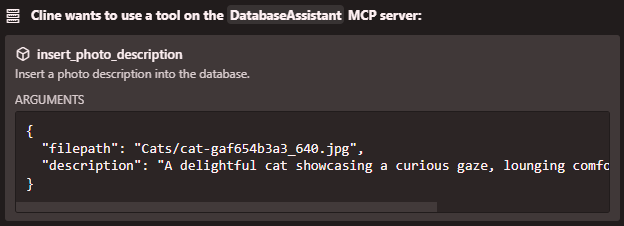 Cline wants to use a tool on the DatabaseAssistant MCP server:
insert_photo_description
Insert a photo description into the database.
ARGUMENTS
{
"filepath": "Cats/cat-gaf654b3a3_640.jpg",
"description": "A delightful cat showcasing a curious gaze, lounging comfo
}